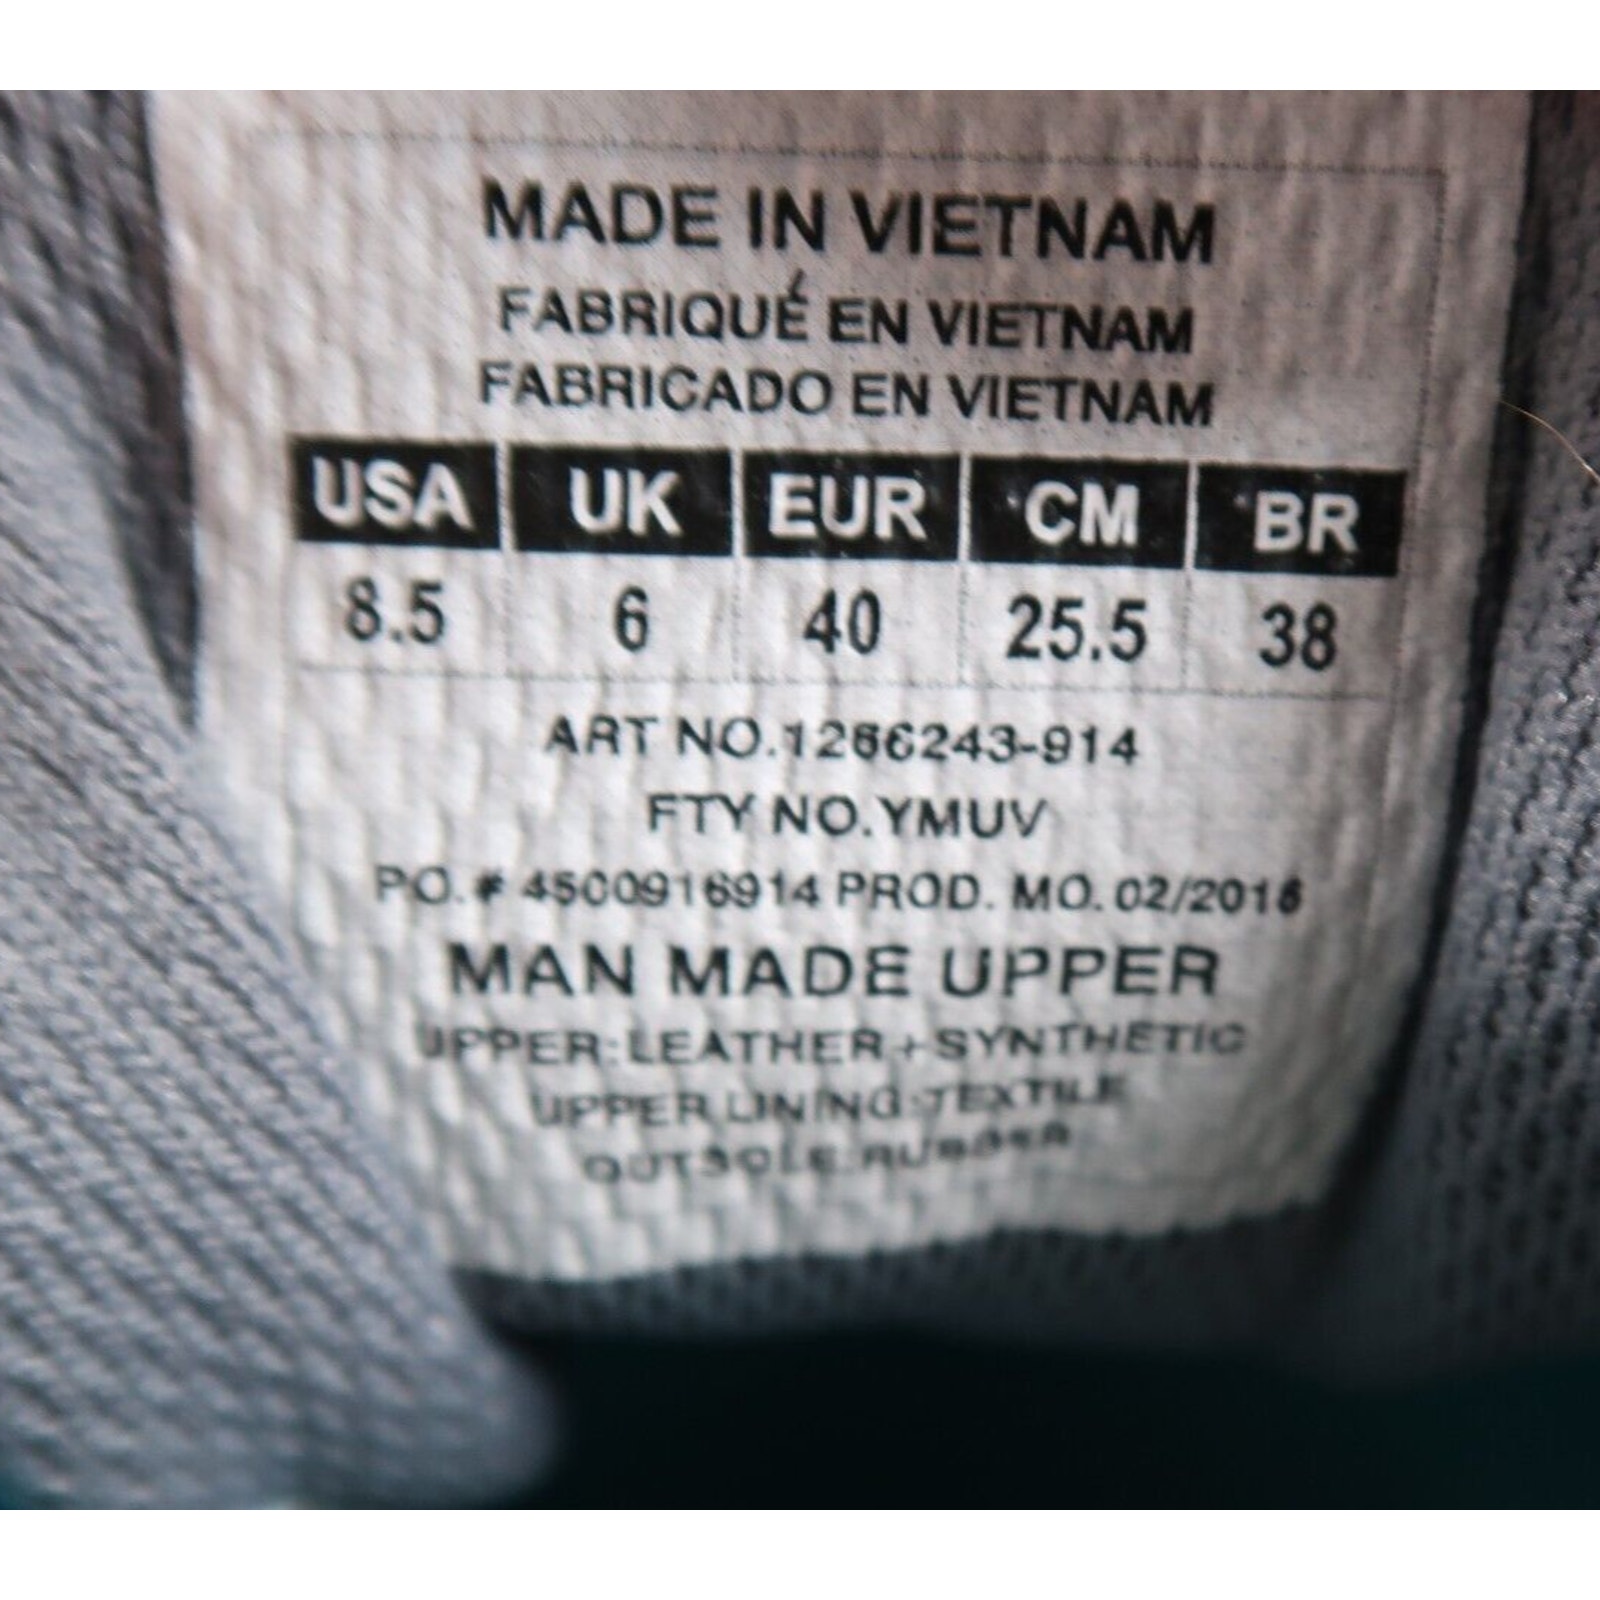 MADE IN VIETNAM
FABRIQUÉ EN VIETNAM
FABRICADO EN VIETNAM
USA UK EUR CM BR
8.5 6 40 25.5 38
ART NO.1266243-914
FTY NO.YMUV
PO.# 4500916914 PROD. MO. 02/2016
MAN MADE UPPER
UPPER:LEATHER+SYNTHETIC
UPPER LINING:TEXTILE
OUTSOLE:RUBBER